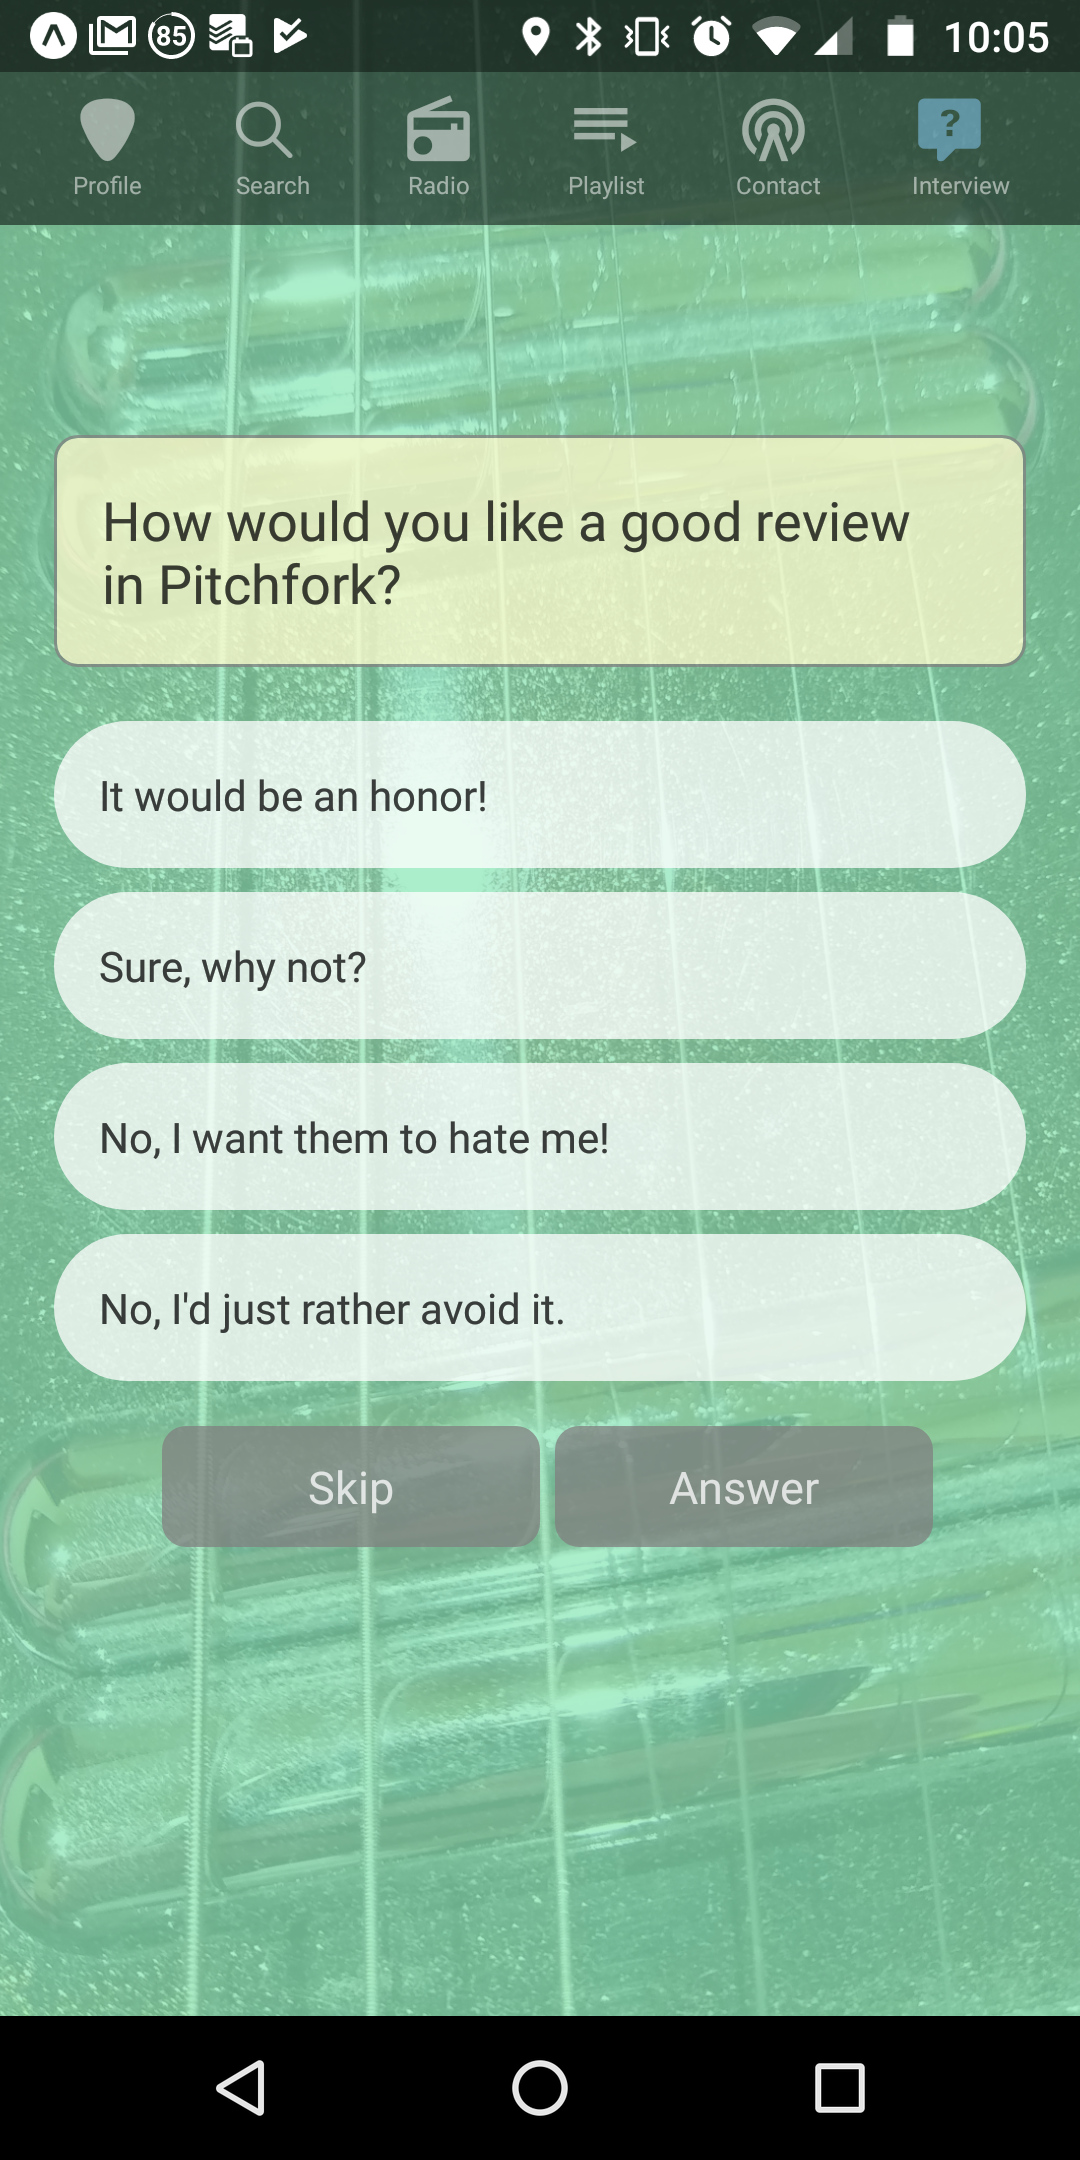 85 10:05
Profile Search Radio Playlist Contact Interview
How would you like a good review
in Pitchfork?
It would be an honor!
Sure, why not?
No, I want them to hate me!
No, I'd just rather avoid it.
Skip Answer